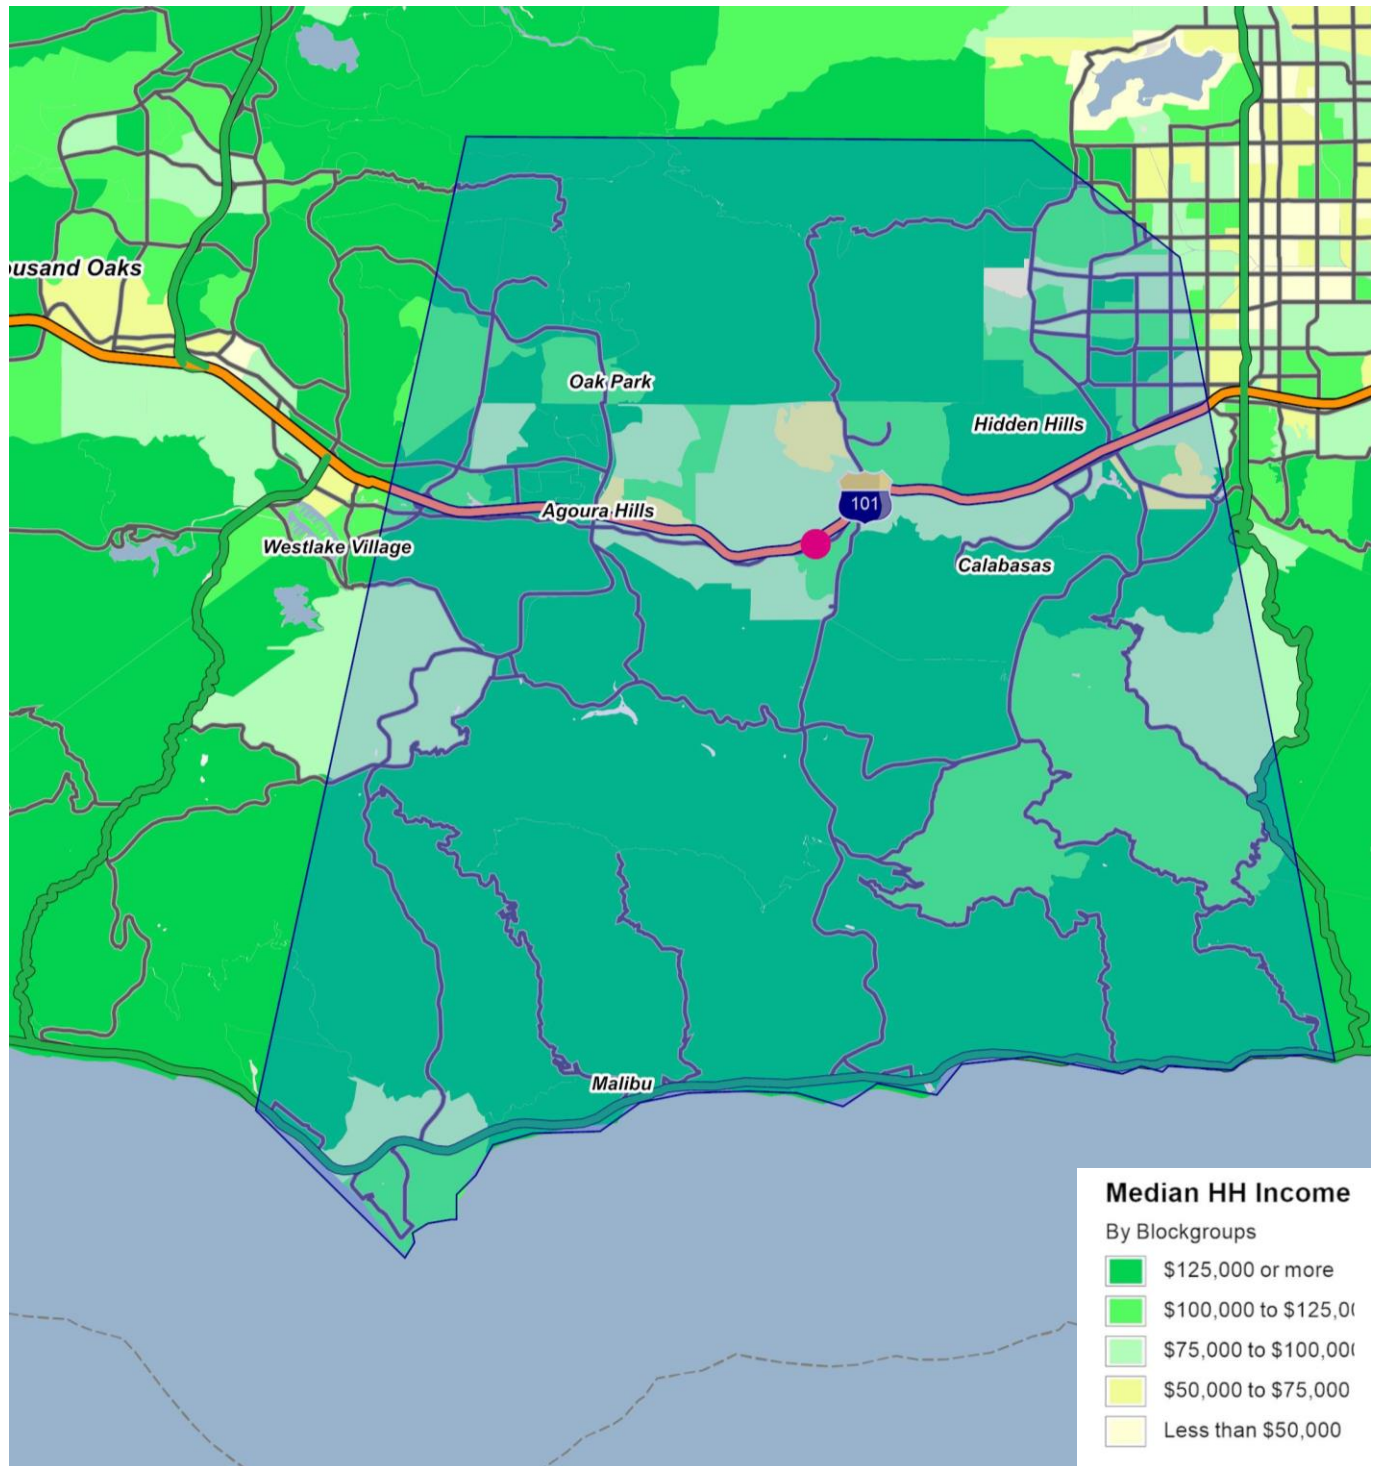 ousand Oaks
Oak Park
Hidden Hills
101
Agoura Hills
Westlake Village
Calabasas
Malibu
Median HH Income
By Blockgroups
$125,000 or more
$100,000 to $125,0
$75,000 to $100,00
$50,000 to $75,000
Less than $50,000